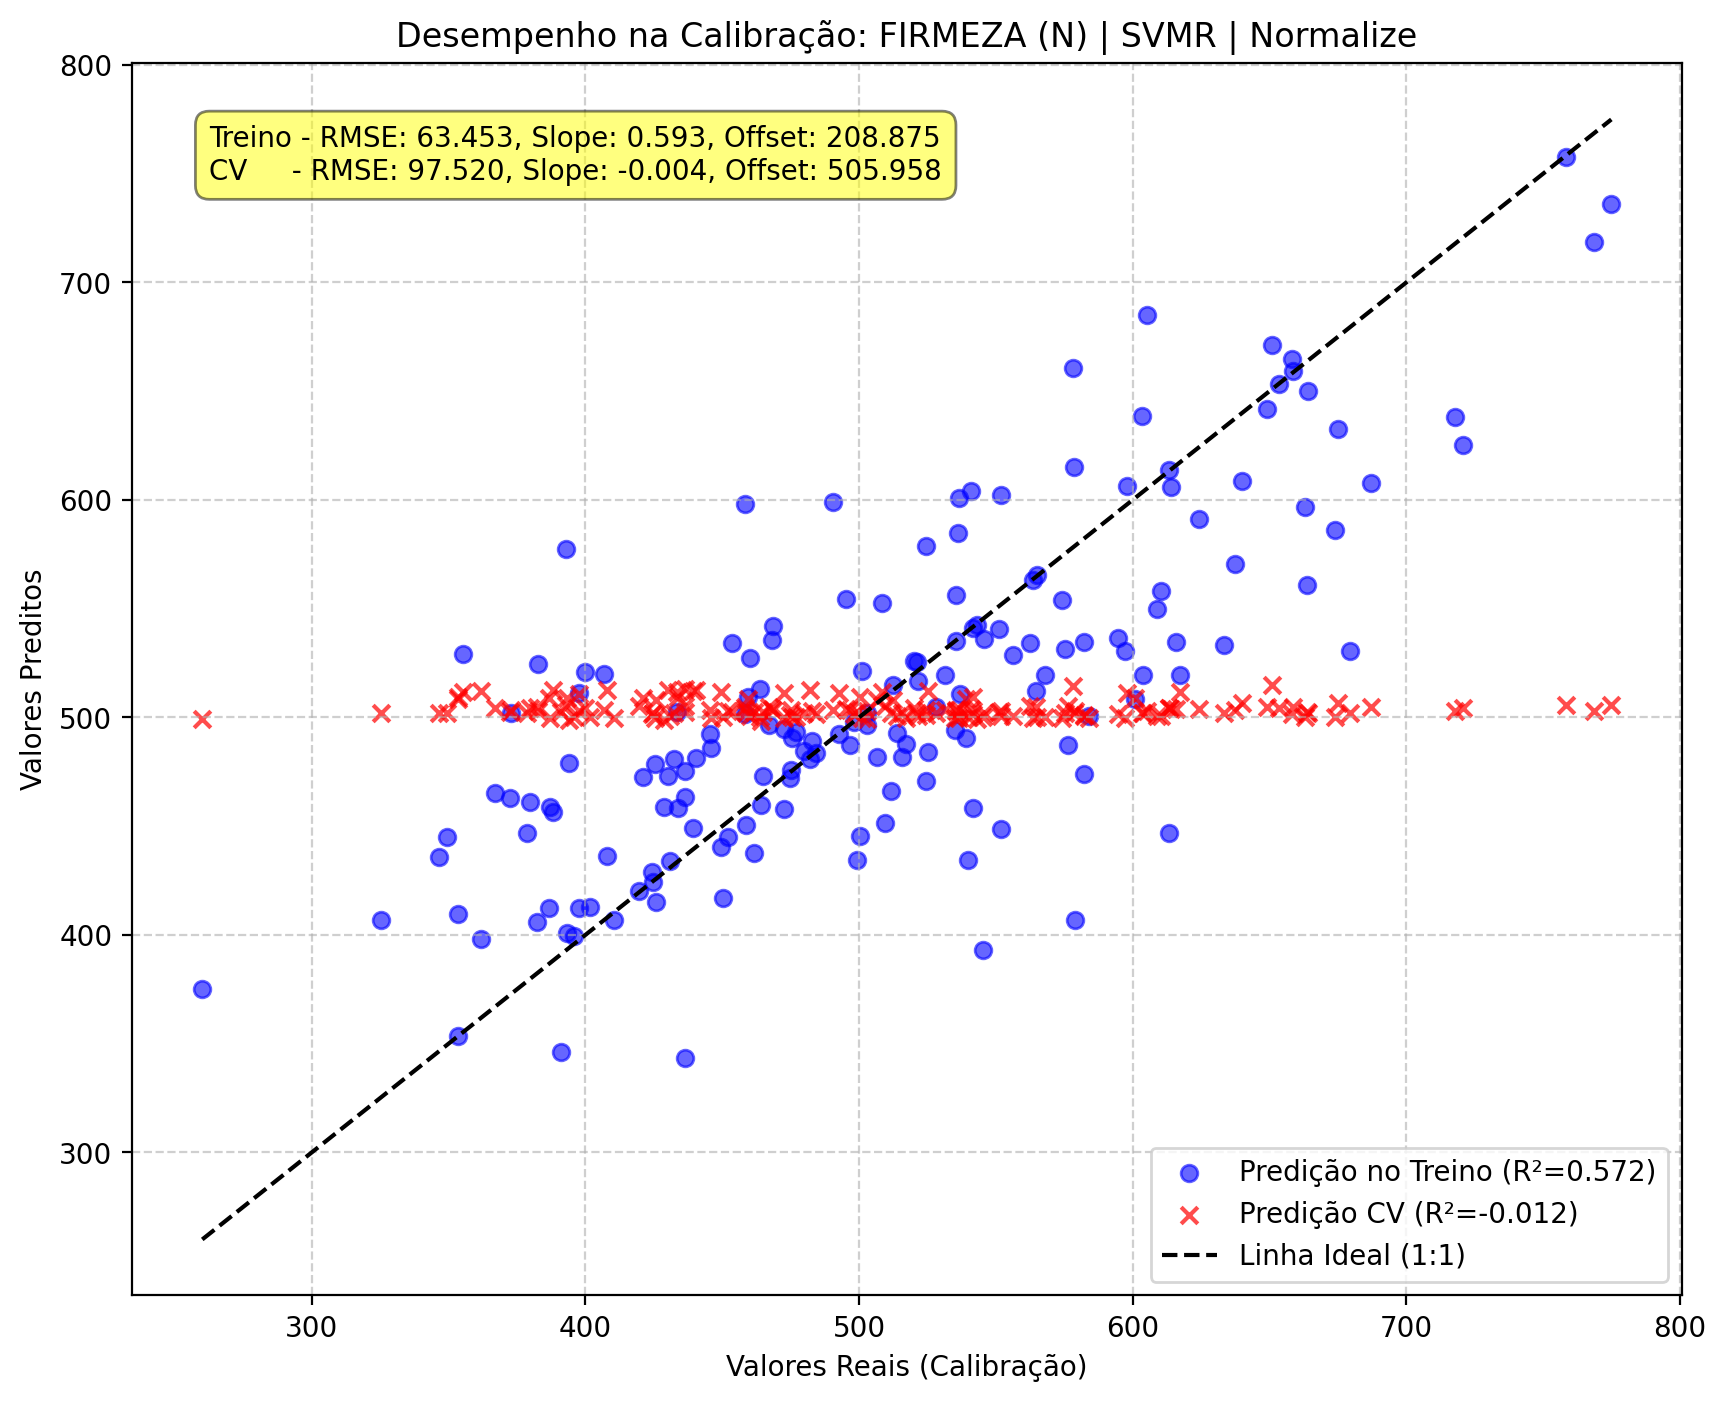 Desempenho na Calibração: FIRMEZA (N) | SVMR | Normalize
Treino - RMSE: 63.453, Slope: 0.593, Offset: 208.875
CV - RMSE: 97.520, Slope: -0.004, Offset: 505.958
Valores Preditos
800
700
600
500
400
300
300 400 500 600 700 800
Valores Reais (Calibração)
Predição no Treino (R²=0.572)
Predição CV (R²=-0.012)
Linha Ideal (1:1)